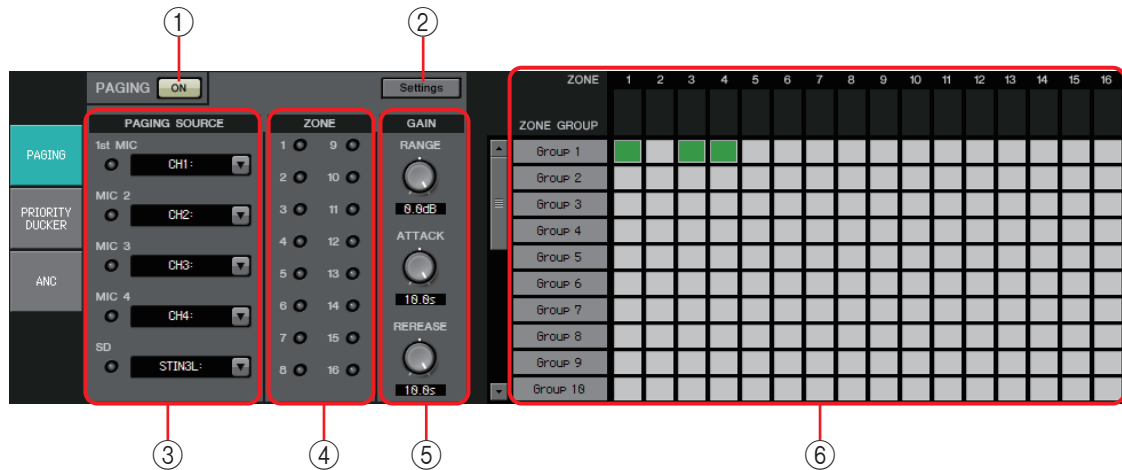 ① ②
PAGING ON Settings
PAGING SOURCE ZONE GAIN
PAGING
PRIORITY
DUCKER
ANC
1st MIC
CH1:
MIC 2
CH2:
MIC 3
CH3:
MIC 4
CH4:
SD
STIN3L:
1 9
2 10
3 11
4 12
5 13
6 14
7 15
8 16
RANGE
0.0dB
ATTACK
10.0s
REREASE
10.0s
ZONE 1 2 3 4 5 6 7 8 9 10 11 12 13 14 15 16
ZONE GROUP
Group 1
Group 2
Group 3
Group 4
Group 5
Group 6
Group 7
Group 8
Group 9
Group 10
③ ④ ⑤ ⑥